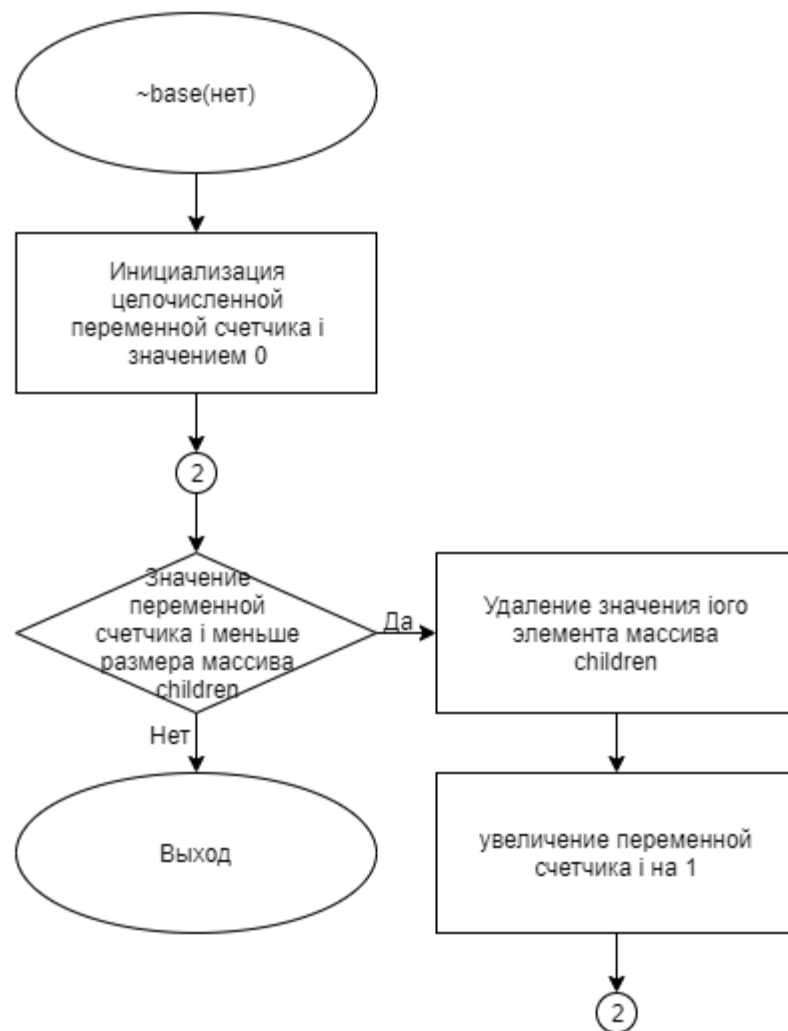 ~base(нет)
Инициализация
целочисленной
переменной счетчика i
значением 0
2
Значение
переменной
счетчика i меньше
размера массива
children
Да
Удаление значения iого
элемента массива
children
Нет
Выход
увеличение переменной
счетчика i на 1
2